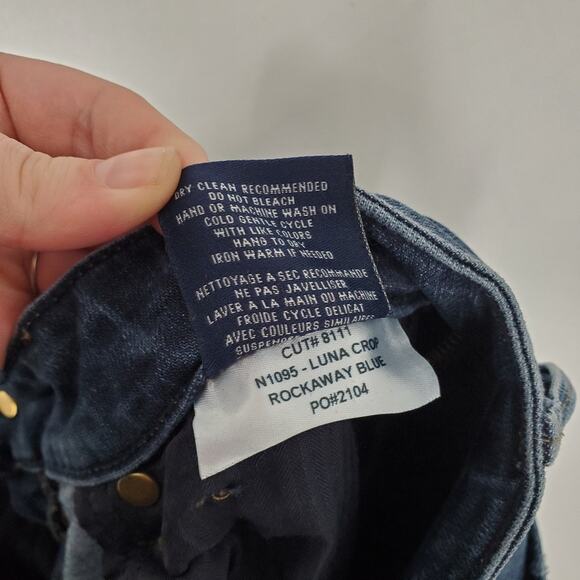 DRY CLEAN RECOMMENDED
DO NOT BLEACH
HAND OR MACHINE WASH ON
COLD GENTLE CYCLE
WITH LIKE COLORS
HANG TO DRY
IRON WARM IF NEEDED
NETTOYAGE A SEC RECOMMANDE
NE PAS JAVELLISER
LAVER A LA MAIN OU MACHINE
FROIDE CYCLE DELICAT
AVEC COULEURS SIMILAIRES
CUT# 8111
N1095 - LUNA CROP
ROCKAWAY BLUE
PO#2104